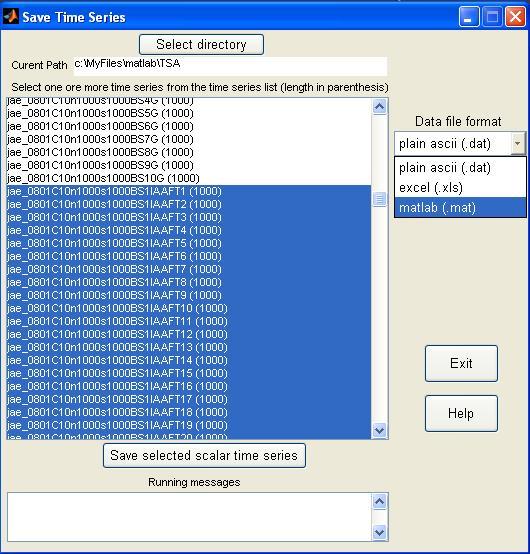 Save Time Series
Select directory
Curent Path c:\MyFiles\matlab\TSA
Select one ore more time series from the time series list (length in parenthesis)
jae_0801C10n1000s1000BS4G (1000)
jae_0801C10n1000s1000BS5G (1000)
jae_0801C10n1000s1000BS6G (1000)
jae_0801C10n1000s1000BS7G (1000)
jae_0801C10n1000s1000BS8G (1000)
jae_0801C10n1000s1000BS9G (1000)
jae_0801C10n1000s1000BS10G (1000)
jae_0801C10n1000s1000BS1IAAFT1 (1000)
jae_0801C10n1000s1000BS1IAAFT2 (1000)
jae_0801C10n1000s1000BS1IAAFT3 (1000)
jae_0801C10n1000s1000BS1IAAFT4 (1000)
jae_0801C10n1000s1000BS1IAAFT5 (1000)
jae_0801C10n1000s1000BS1IAAFT6 (1000)
jae_0801C10n1000s1000BS1IAAFT7 (1000)
jae_0801C10n1000s1000BS1IAAFT8 (1000)
jae_0801C10n1000s1000BS1IAAFT9 (1000)
jae_0801C10n1000s1000BS1IAAFT10 (1000)
jae_0801C10n1000s1000BS1IAAFT11 (1000)
jae_0801C10n1000s1000BS1IAAFT12 (1000)
jae_0801C10n1000s1000BS1IAAFT13 (1000)
jae_0801C10n1000s1000BS1IAAFT14 (1000)
jae_0801C10n1000s1000BS1IAAFT15 (1000)
jae_0801C10n1000s1000BS1IAAFT16 (1000)
jae_0801C10n1000s1000BS1IAAFT17 (1000)
jae_0801C10n1000s1000BS1IAAFT18 (1000)
jae_0801C10n1000s1000BS1IAAFT19 (1000)
jae_0801C10n1000s1000BS1IAAFT20 (1000)
Data file format
plain ascii (.dat)
plain ascii (.dat)
excel (.xls)
matlab (.mat)
Exit
Help
Save selected scalar time series
Running messages